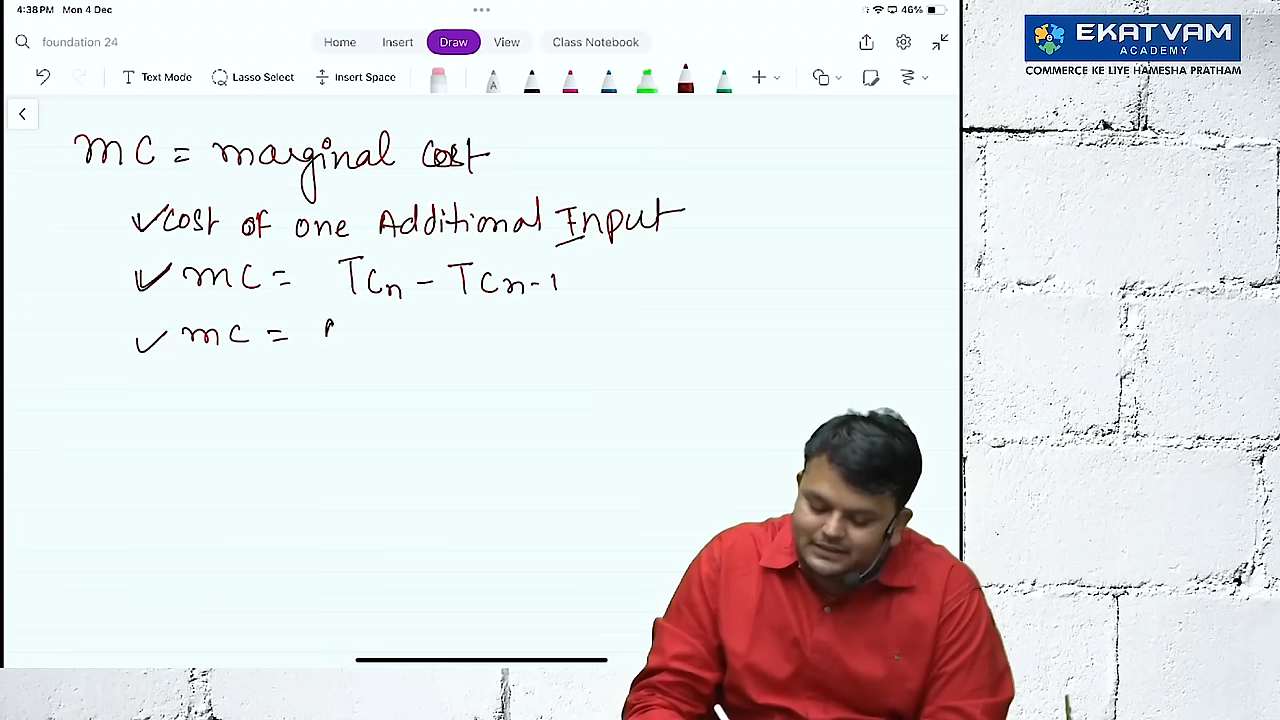 4:38 PM Mon 4 Dec
46%
foundation 24
Home Insert Draw View Class Notebook
Text Mode Lasso Select Insert Space
EKATVAM
ACADEMY
COMMERCE KE LIYE HAMESHA PRATHAM
MC = marginal cost
✓ cost of one Additional Input
✓ MC = TCn - TCn-1
✓ MC =